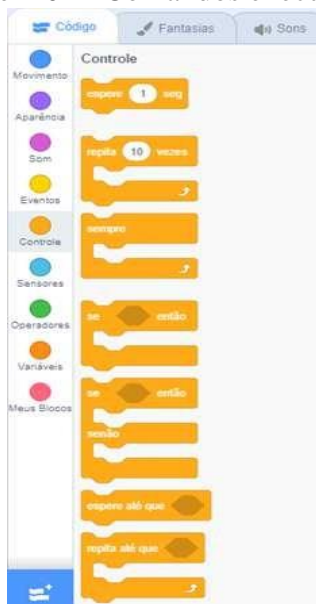 Código Fantasias Sons
Controle
Movimento
Aparência
Som
Eventos
Controle
Sensores
Operadores
Variáveis
Meus Blocos
espere 1 seg
repita 10 vezes
sempre
se então
se então
senão
espere até que
repita até que